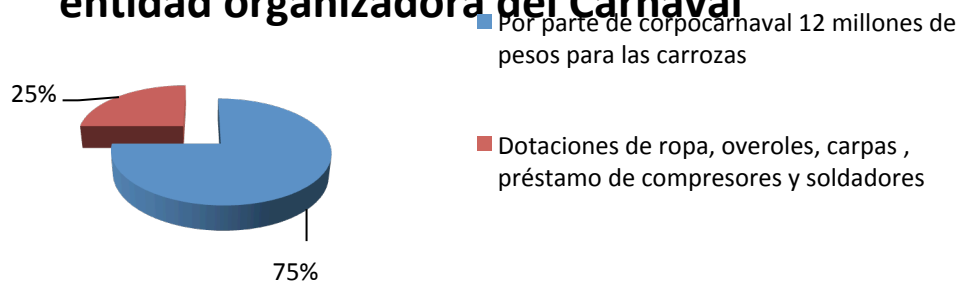 entidad organizadora del Carnaval
Por parte de corpocarnaval 12 millones de
pesos para las carrozas
25%
Dotaciones de ropa, overoles, carpas ,
préstamo de compresores y soldadores
75%